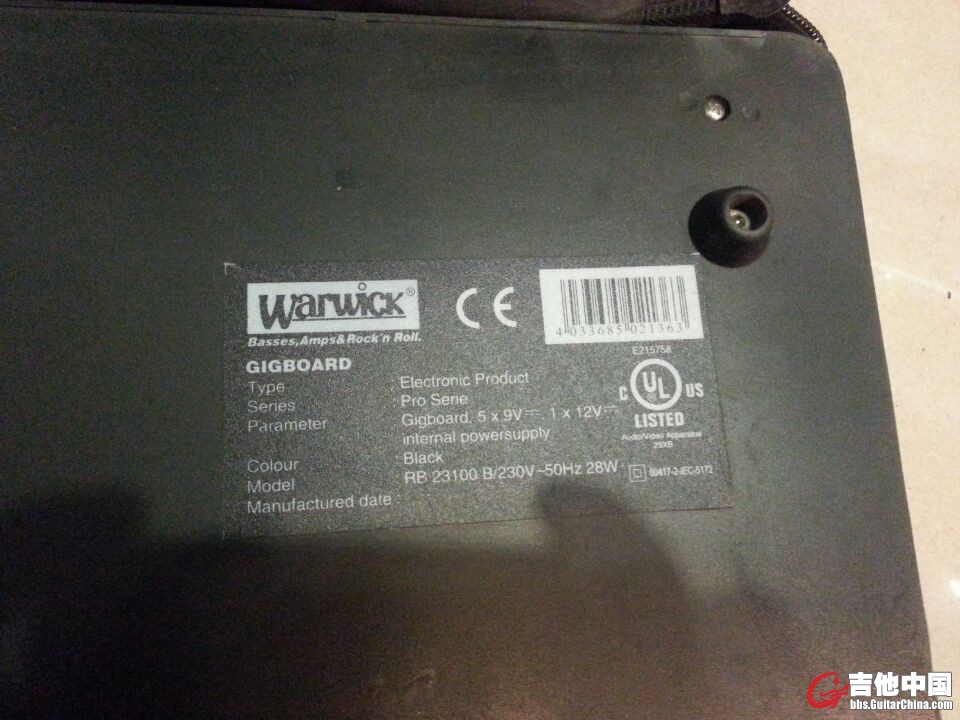 Warwick®
Basses, Amps & Rock'n Roll.
CE
4 033685 021363
GIGBOARD
Type Electronic Product
Series Pro Serie
Parameter Gigboard, 5 x 9V⎓, 1 x 12V⎓
internal powersupply
Colour Black
Model RB 23100 B/230V~50Hz 28W
Manufactured date
E215758
C UL US
®
LISTED
Audio/Video Apparatus
29XB
60417-2-IEC-5172
吉他中国
bbs.GuitarChina.com